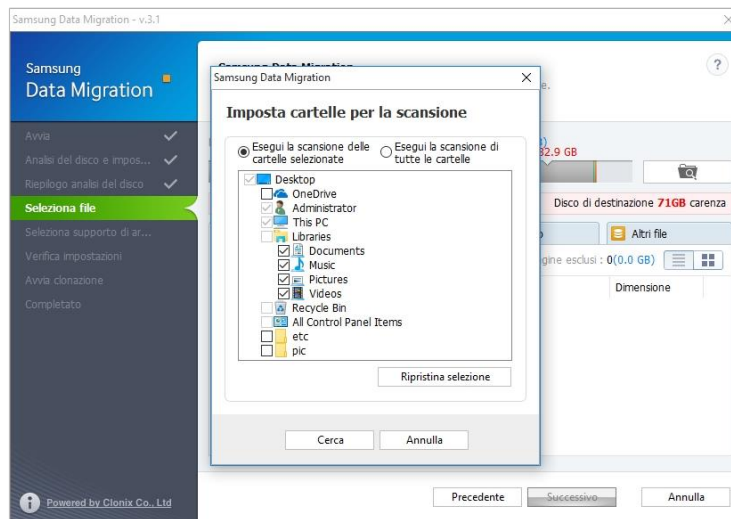 Samsung Data Migration - v.3.1
Samsung
Data Migration
Avvia
Analisi del disco e impos...
Riepilogo analisi del disco
Seleziona file
Seleziona supporto di ar...
Verifica impostazioni
Avvia clonazione
Completato
Powered by Clonix Co., Ltd
Samsung Data Migration
?
Samsung Data Migration
e.
Imposta cartelle per la scansione
Esegui la scansione delle
cartelle selezionate
Esegui la scansione di
tutte le cartelle
Desktop
OneDrive
Administrator
This PC
Libraries
Documents
Music
Pictures
Videos
Recycle Bin
All Control Panel Items
etc
pic
Ripristina selezione
Cerca
Annulla
32.9 GB
Disco di destinazione 71GB carenza
Altri file
gine esclusi : 0(0.0 GB)
Dimensione
Precedente
Successivo
Annulla